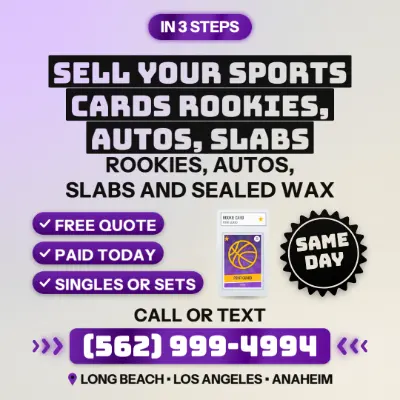 IN 3 STEPS
SELL YOUR SPORTS
CARDS ROOKIES,
AUTOS, SLABS
ROOKIES, AUTOS,
SLABS AND SEALED WAX
FREE QUOTE
PAID TODAY
SINGLES OR SETS
SAME
DAY
CALL OR TEXT
(562) 999-4994
LONG BEACH • LOS ANGELES • ANAHEIM